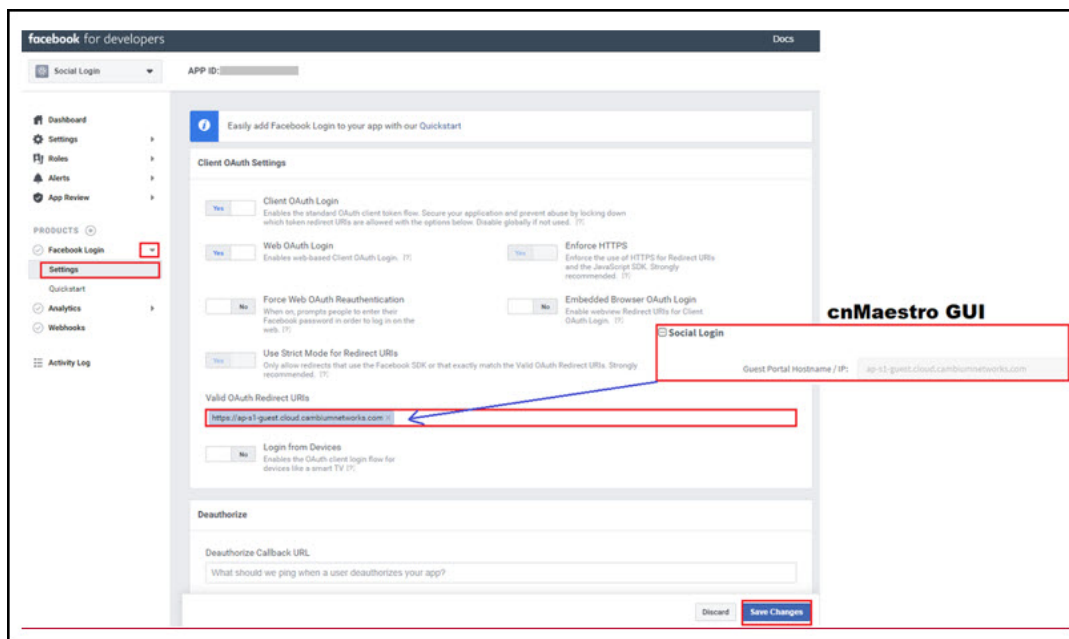 facebook for developers
Docs
Social Login
APP ID:
Dashboard
Settings
Roles
Alerts
App Review
PRODUCTS
Facebook Login
Settings
Quickstart
Analytics
Webhooks
Activity Log
Easily add Facebook Login to your app with our Quickstart
Client OAuth Settings
Yes
Client OAuth Login
Enables the standard OAuth client token flow. Secure your application and prevent abuse by locking down
which token redirect URIs are allowed with the options below. Disable globally if not used. [?]
Yes
Web OAuth Login
Enables web-based Client OAuth Login. [?]
Yes
Enforce HTTPS
Enforce the use of HTTPS for Redirect URIs
and the JavaScript SDK. Strongly
recommended. [?]
No
Force Web OAuth Reauthentication
When on, prompts people to enter their
Facebook password in order to log in on the
web. [?]
No
Embedded Browser OAuth Login
Enable webview Redirect URIs for Client
OAuth Login. [?]
cnMaestro GUI
Social Login
Guest Portal Hostname / IP:
ap-s1-guest.cloud.cambiumnetworks.com
Yes
Use Strict Mode for Redirect URIs
Only allow redirects that use the Facebook SDK or that exactly match the Valid OAuth Redirect URIs. Strongly
recommended. [?]
Valid OAuth Redirect URIs
https://ap-s1-guest.cloud.cambiumnetworks.com
No
Login from Devices
Enables the OAuth client login flow for
devices like a smart TV [?]
Deauthorize
Deauthorize Callback URL
What should we ping when a user deauthorizes your app?
Discard
Save Changes